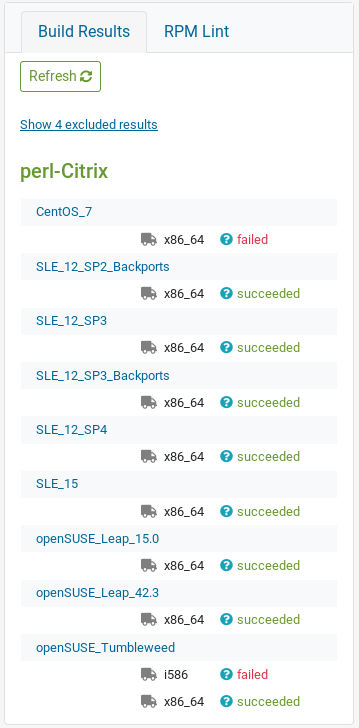 Build Results RPM Lint
Refresh
Show 4 excluded results
perl-Citrix
CentOS_7
x86_64 failed
SLE_12_SP2_Backports
x86_64 succeeded
SLE_12_SP3
x86_64 succeeded
SLE_12_SP3_Backports
x86_64 succeeded
SLE_12_SP4
x86_64 succeeded
SLE_15
x86_64 succeeded
openSUSE_Leap_15.0
x86_64 succeeded
openSUSE_Leap_42.3
x86_64 succeeded
openSUSE_Tumbleweed
i586 failed
x86_64 succeeded